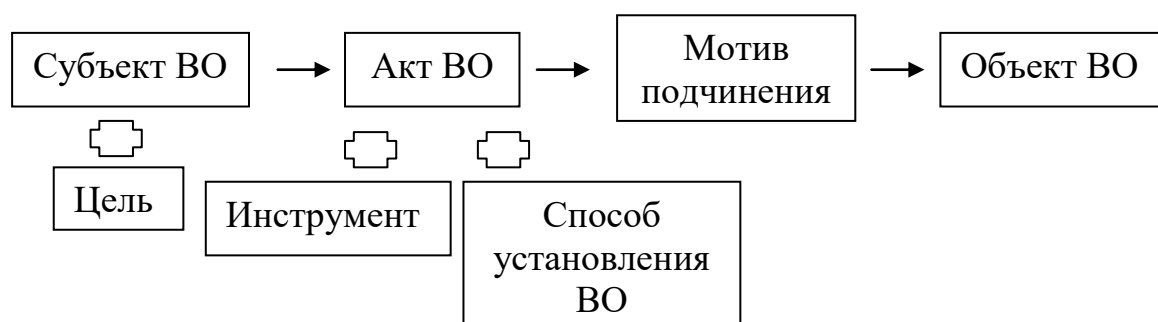 Субъект ВО
Акт ВО
Мотив
подчинения
Объект ВО
Цель
Инструмент
Способ
установления
ВО